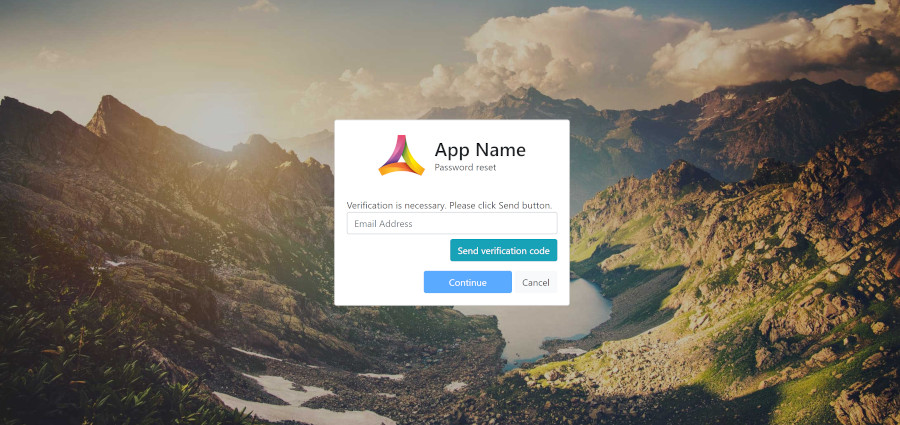 App Name
Password reset
Verification is necessary. Please click Send button.
Email Address
Send verification code
Continue
Cancel